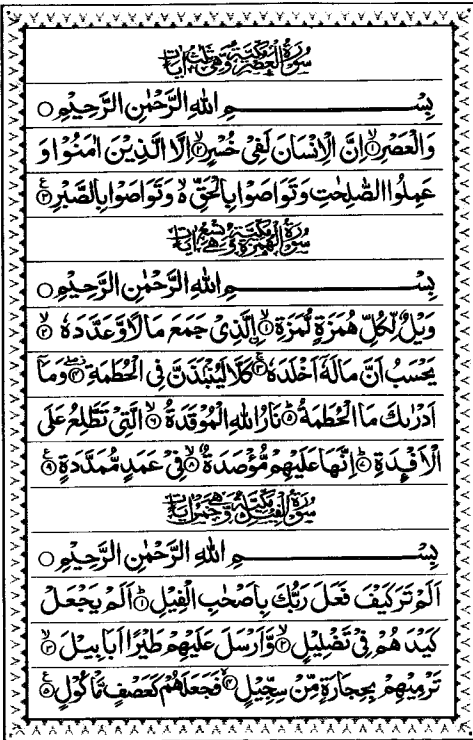 سُوْرَةُ الْعَصْرِ مَكِّيَّةٌ وَّهِيَ ثَلٰثُ اٰيَاتٍ
بِسْمِ اللّٰهِ الرَّحْمٰنِ الرَّحِيْمِ ○
وَالْعَصْرِ ۙ﴿۱﴾ اِنَّ الْاِنْسَانَ لَفِيْ خُسْرٍ ۙ﴿۲﴾ اِلَّا الَّذِيْنَ اٰمَنُوْا وَ
عَمِلُوا الصّٰلِحٰتِ وَتَوَاصَوْا بِالْحَقِّ ۙ۬ وَتَوَاصَوْا بِالصَّبْرِ ﴿۳﴾ ع
سُوْرَةُ الْهُمَزَةِ مَكِّيَّةٌ وَّهِيَ تِسْعُ اٰيَاتٍ
بِسْمِ اللّٰهِ الرَّحْمٰنِ الرَّحِيْمِ ○
وَيْلٌ لِّكُلِّ هُمَزَةٍ لُّمَزَةٍ ۙ﴿۱﴾ الَّذِيْ جَمَعَ مَالًا وَّعَدَّدَهٗ ۙ﴿۲﴾
يَحْسَبُ اَنَّ مَالَهٗۤ اَخْلَدَهٗ ۚ﴿۳﴾ كَلَّا لَيُنْۢبَذَنَّ فِي الْحُطَمَةِ ﴿۴﴾ وَمَاۤ
اَدْرٰىكَ مَا الْحُطَمَةُ ؕ﴿۵﴾ نَارُ اللّٰهِ الْمُوْقَدَةُ ۙ﴿۶﴾ الَّتِيْ تَطَّلِعُ عَلَى
الْاَفْـِٕدَةِ ؕ﴿۷﴾ اِنَّهَا عَلَيْهِمْ مُّؤْصَدَةٌ ۙ﴿۸﴾ فِيْ عَمَدٍ مُّمَدَّدَةٍ ﴿۹﴾ ع
سُوْرَةُ الْفِيْلِ مَكِّيَّةٌ وَّهِيَ خَمْسُ اٰيَاتٍ
بِسْمِ اللّٰهِ الرَّحْمٰنِ الرَّحِيْمِ ○
اَلَمْ تَرَ كَيْفَ فَعَلَ رَبُّكَ بِاَصْحٰبِ الْفِيْلِ ؕ﴿۱﴾ اَلَمْ يَجْعَلْ
كَيْدَهُمْ فِيْ تَضْلِيْلٍ ۙ﴿۲﴾ وَّاَرْسَلَ عَلَيْهِمْ طَيْرًا اَبَابِيْلَ ۙ﴿۳﴾
تَرْمِيْهِمْ بِحِجَارَةٍ مِّنْ سِجِّيْلٍ ۙ﴿۴﴾ فَجَعَلَهُمْ كَعَصْفٍ مَّاْكُوْلٍ ﴿۵﴾ ع